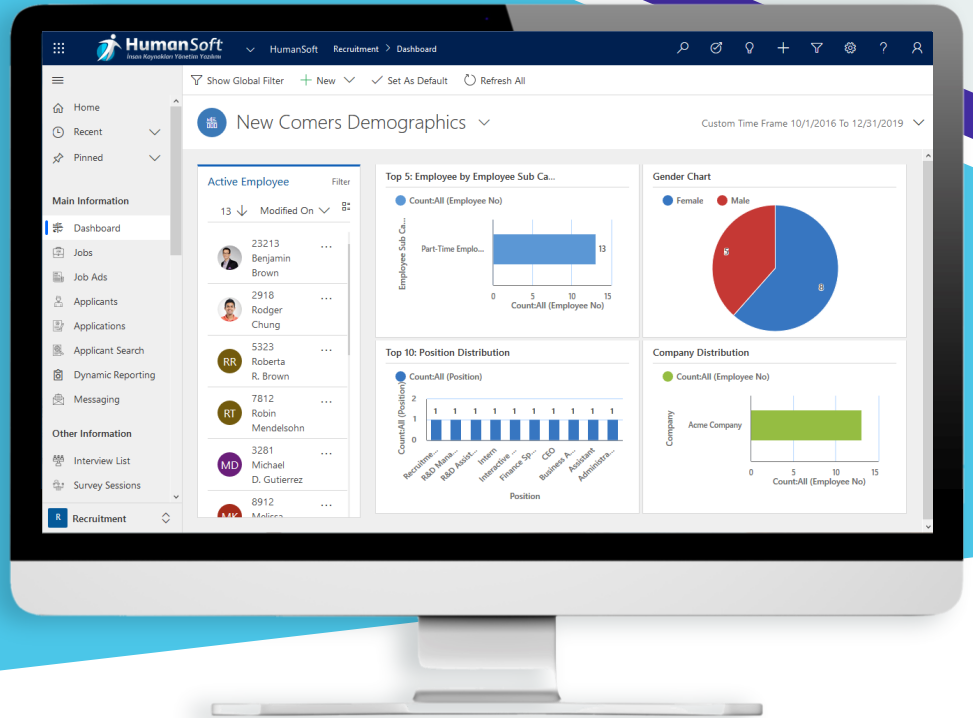 HumanSoft
İnsan Kaynakları Yönetim Yazılımı
HumanSoft Recruitment > Dashboard
Show Global Filter
New
Set As Default
Refresh All
Home
Recent
Pinned
Main Information
Dashboard
Jobs
Job Ads
Applicants
Applications
Applicant Search
Dynamic Reporting
Messaging
Other Information
Interview List
Survey Sessions
R Recruitment
New Comers Demographics
Custom Time Frame 10/1/2016 To 12/31/2019
Active Employee Filter
13 Modified On
23213
Benjamin
Brown
...
2918
Rodger
Chung
...
RR
5323
Roberta
R. Brown
...
RT
7812
Robin
Mendelsohn
...
MD
3281
Michael
D. Gutierrez
...
MK
8912
Melissa
...
Top 5: Employee by Employee Sub Ca...
Count:All (Employee No)
Employee Sub Ca...
Part-Time Emplo...
13
0 5 10 15
Count:All (Employee No)
Gender Chart
Female Male
5
8
Top 10: Position Distribution
Count:All (Position)
Count:All (Position)
2
1
0
1 1 1 1 1 1 1 1 1 1
Recruitme...
R&D Mana...
R&D Assist...
Intern
Interactive ...
Finance Sp...
CEO
Business A...
Assistant
Administra...
Position
Company Distribution
Count:All (Employee No)
Company
Acme Company
0 5 10 15
Count:All (Employee No)